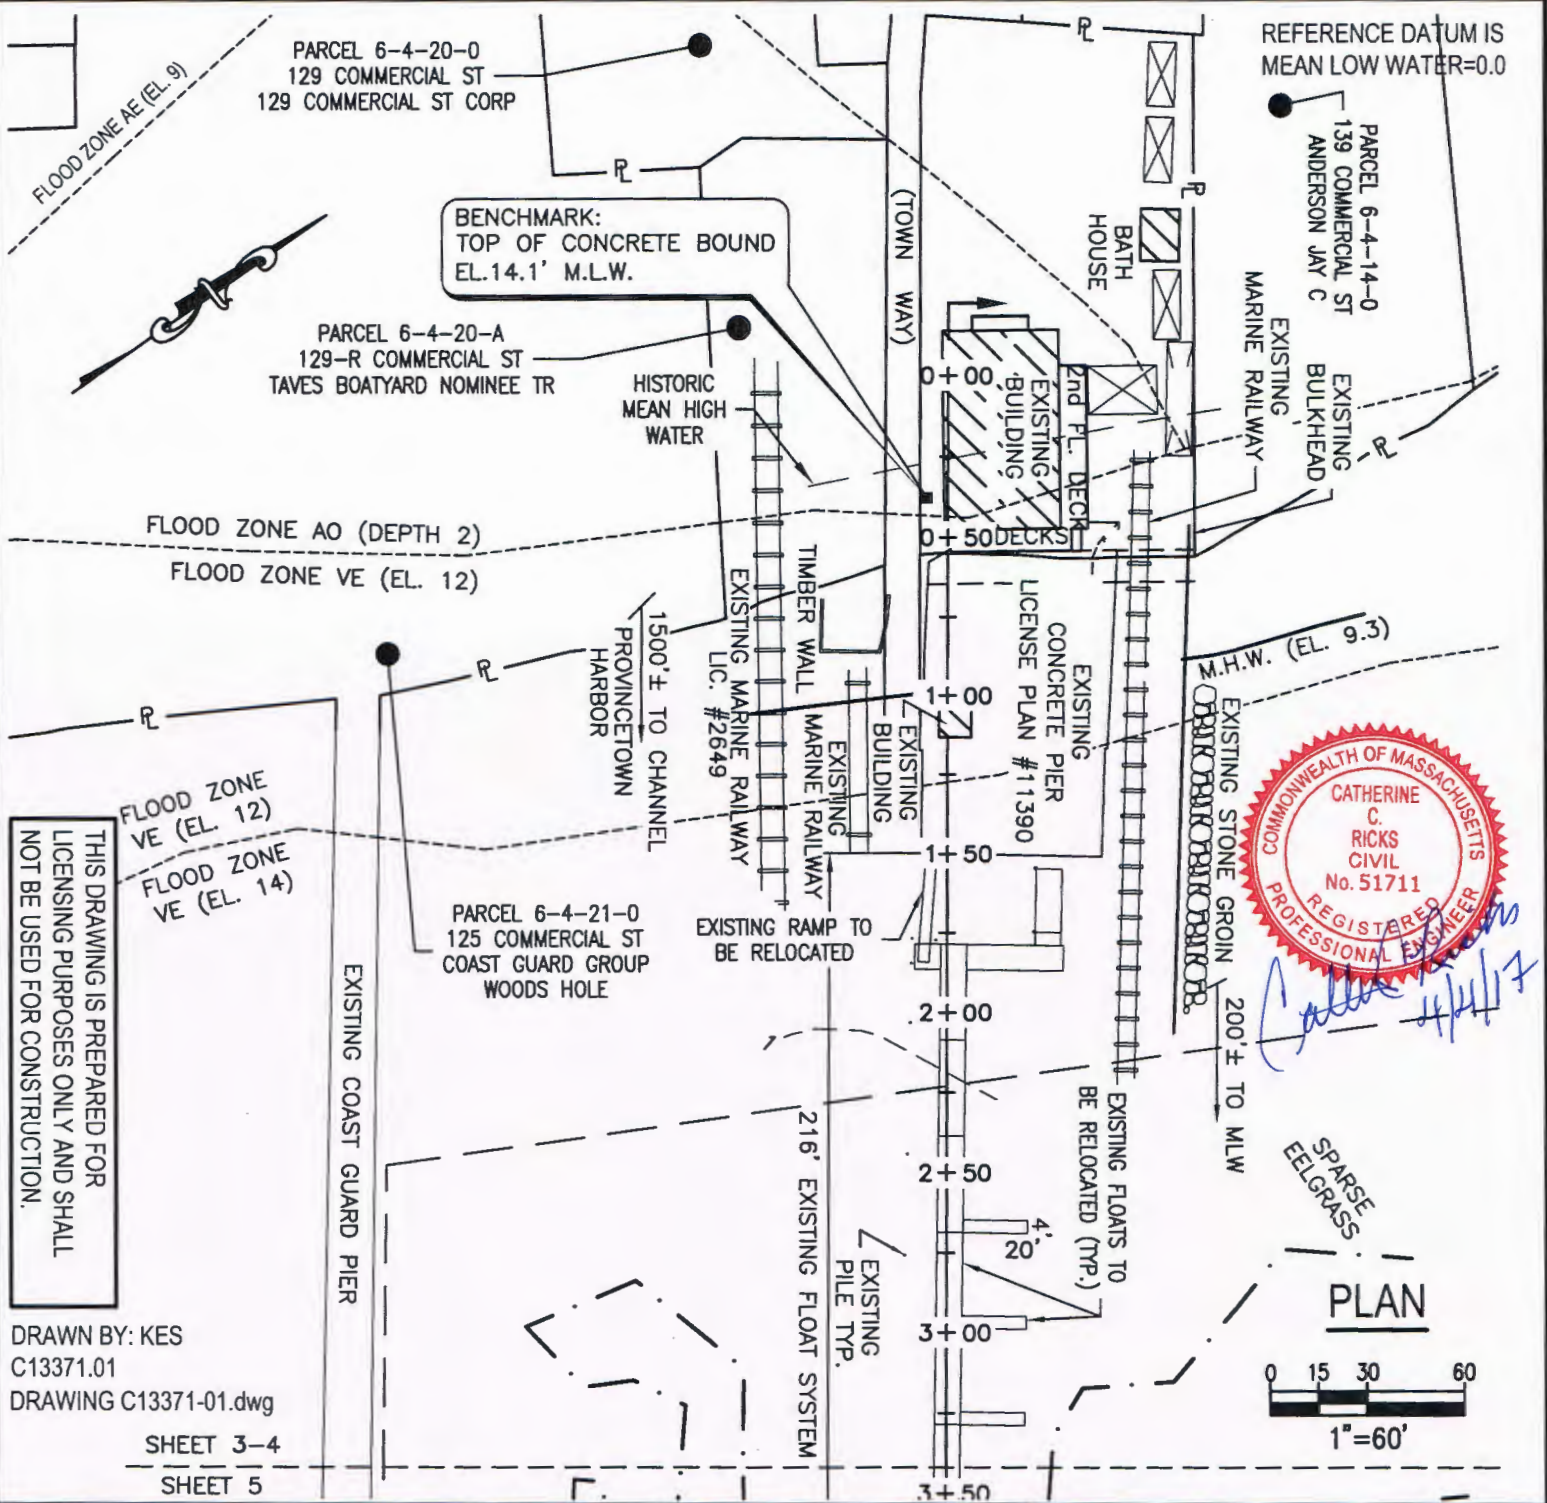 REFERENCE DATUM IS
MEAN LOW WATER=0.0
PARCEL 6-4-20-0
129 COMMERCIAL ST
129 COMMERCIAL ST CORP
FLOOD ZONE AE (EL. 9)
PL
PL
PL
PARCEL 6-4-14-0
139 COMMERCIAL ST
ANDERSON JAY C
BENCHMARK:
TOP OF CONCRETE BOUND
EL.14.1' M.L.W.
(TOWN WAY)
BATH
HOUSE
EXISTING
MARINE RAILWAY
EXISTING
BULKHEAD
PL
PARCEL 6-4-20-A
129-R COMMERCIAL ST
TAVES BOATYARD NOMINEE TR
HISTORIC
MEAN HIGH
WATER
0+00
EXISTING
BUILDING
2nd FL. DECK
0+50
DECKS
FLOOD ZONE AO (DEPTH 2)
FLOOD ZONE VE (EL. 12)
TIMBER WALL
EXISTING MARINE RAILWAY
LIC. #2649
1500'± TO CHANNEL
PROVINCETOWN
HARBOR
PL
PL
EXISTING
CONCRETE PIER
LICENSE PLAN #11390
M.H.W. (EL. 9.3)
1+00
EXISTING
BUILDING
EXISTING
MARINE RAILWAY
EXISTING STONE GROIN
FLOOD ZONE
VE (EL. 12)
FLOOD ZONE
VE (EL. 14)
1+50
COMMONWEALTH OF MASSACHUSETTS
CATHERINE
C.
RICKS
CIVIL
No. 51711
REGISTERED
PROFESSIONAL ENGINEER
4/4/17
PARCEL 6-4-21-0
125 COMMERCIAL ST
COAST GUARD GROUP
WOODS HOLE
EXISTING RAMP TO
BE RELOCATED
200'± TO MLW
2+00
EXISTING COAST GUARD PIER
THIS DRAWING IS PREPARED FOR
LICENSING PURPOSES ONLY AND SHALL
NOT BE USED FOR CONSTRUCTION.
216' EXISTING FLOAT SYSTEM
2+50
EXISTING FLOATS TO
BE RELOCATED (TYP.)
SPARSE
EELGRASS
4'
20'
EXISTING
PILE TYP.
3+00
PLAN
0 15 30 60
1"=60'
DRAWN BY: KES
C13371.01
DRAWING C13371-01.dwg
SHEET 3-4
SHEET 5
3+50